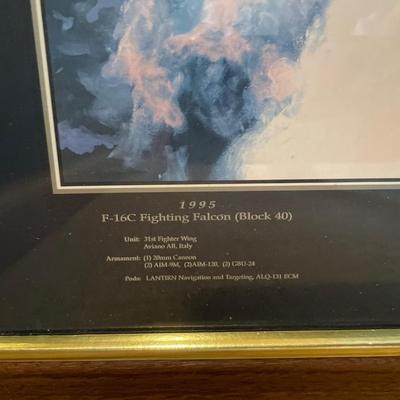 1995
F-16C Fighting Falcon (Block 40)
Unit: 31st Fighter Wing
Aviano AB, Italy
Armament: (1) 20mm Cannon
(2) AIM-9M, (2)AIM-120, (2) GBU-24
Pods: LANTIRN Navigation and Targeting, ALQ-131 ECM